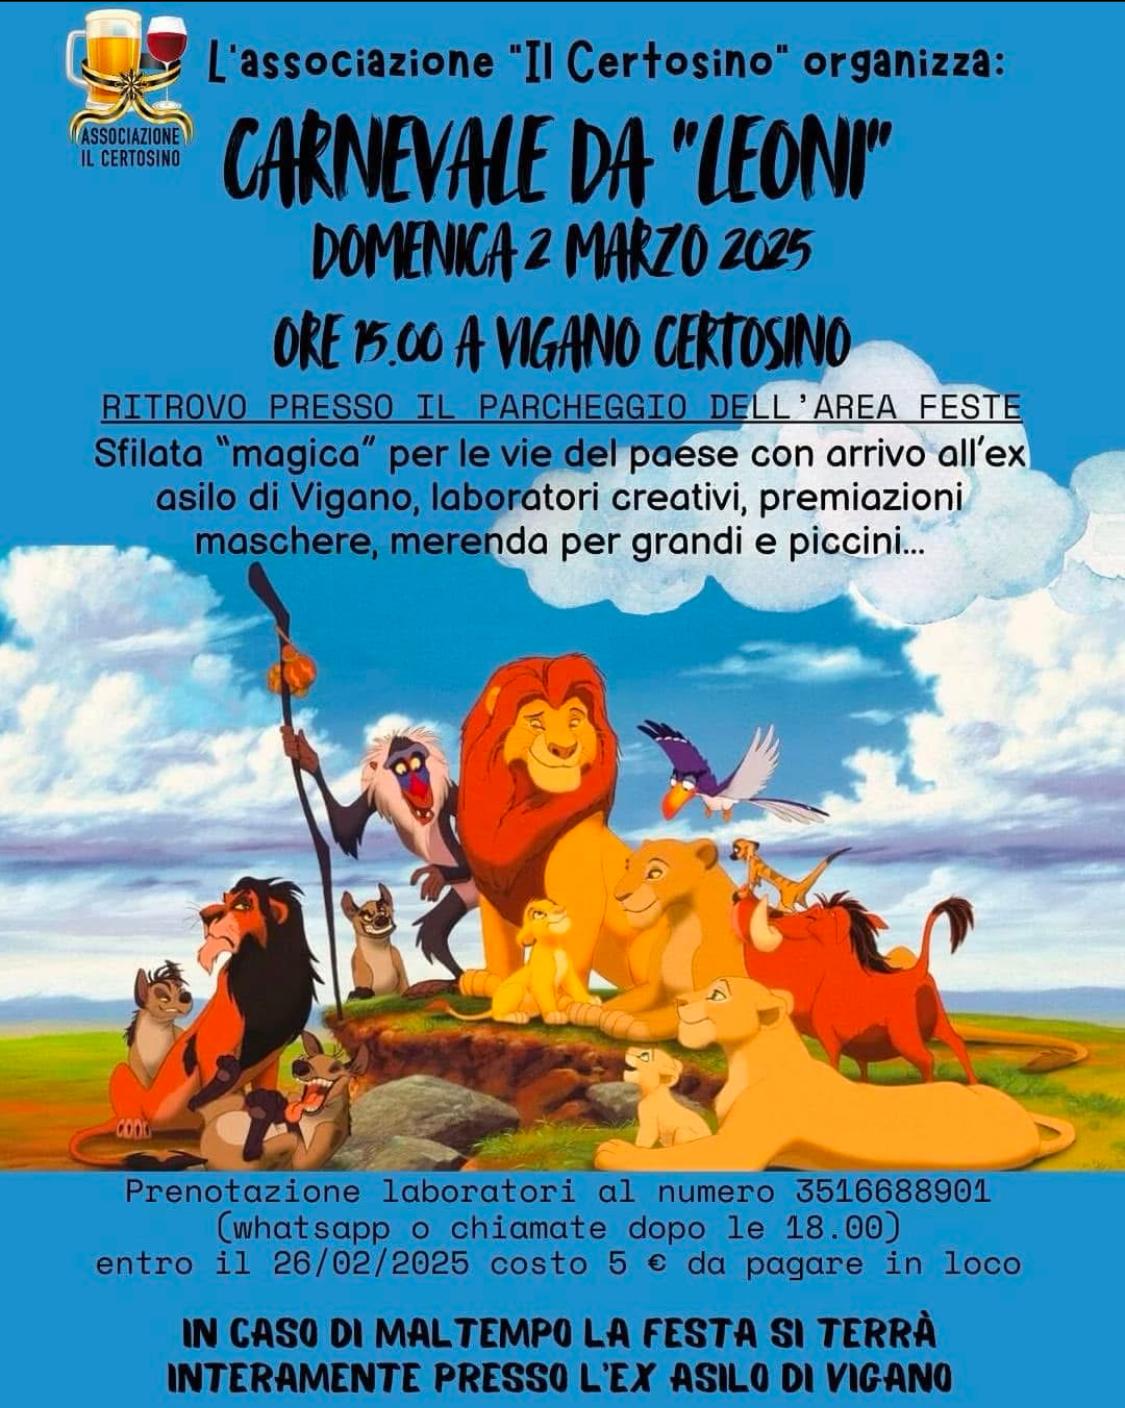 L'associazione "Il Certosino" organizza:
ASSOCIAZIONE
IL CERTOSINO
CARNEVALE DA "LEONI"
DOMENICA 2 MARZO 2025
ORE 15.00 A VIGANO CERTOSINO
RITROVO PRESSO IL PARCHEGGIO DELL'AREA FESTE
Sfilata "magica" per le vie del paese con arrivo all'ex
asilo di Vigano, laboratori creativi, premiazioni
maschere, merenda per grandi e piccini...
Prenotazione laboratori al numero 3516688901
(whatsapp o chiamate dopo le 18.00)
entro il 26/02/2025 costo 5 € da pagare in loco
IN CASO DI MALTEMPO LA FESTA SI TERRÀ
INTERAMENTE PRESSO L'EX ASILO DI VIGANO